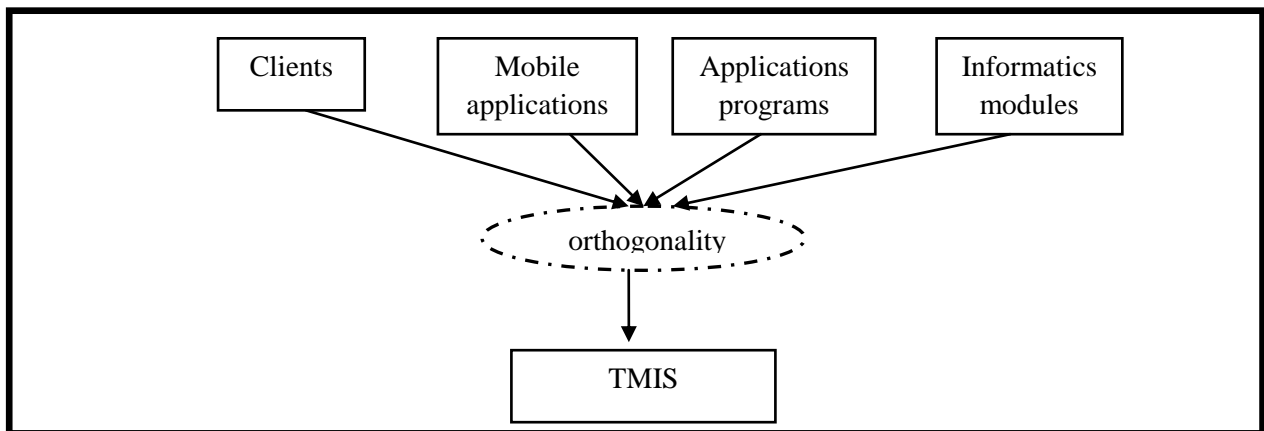 Clients
Mobile
applications
Applications
programs
Informatics
modules
orthogonality
TMIS